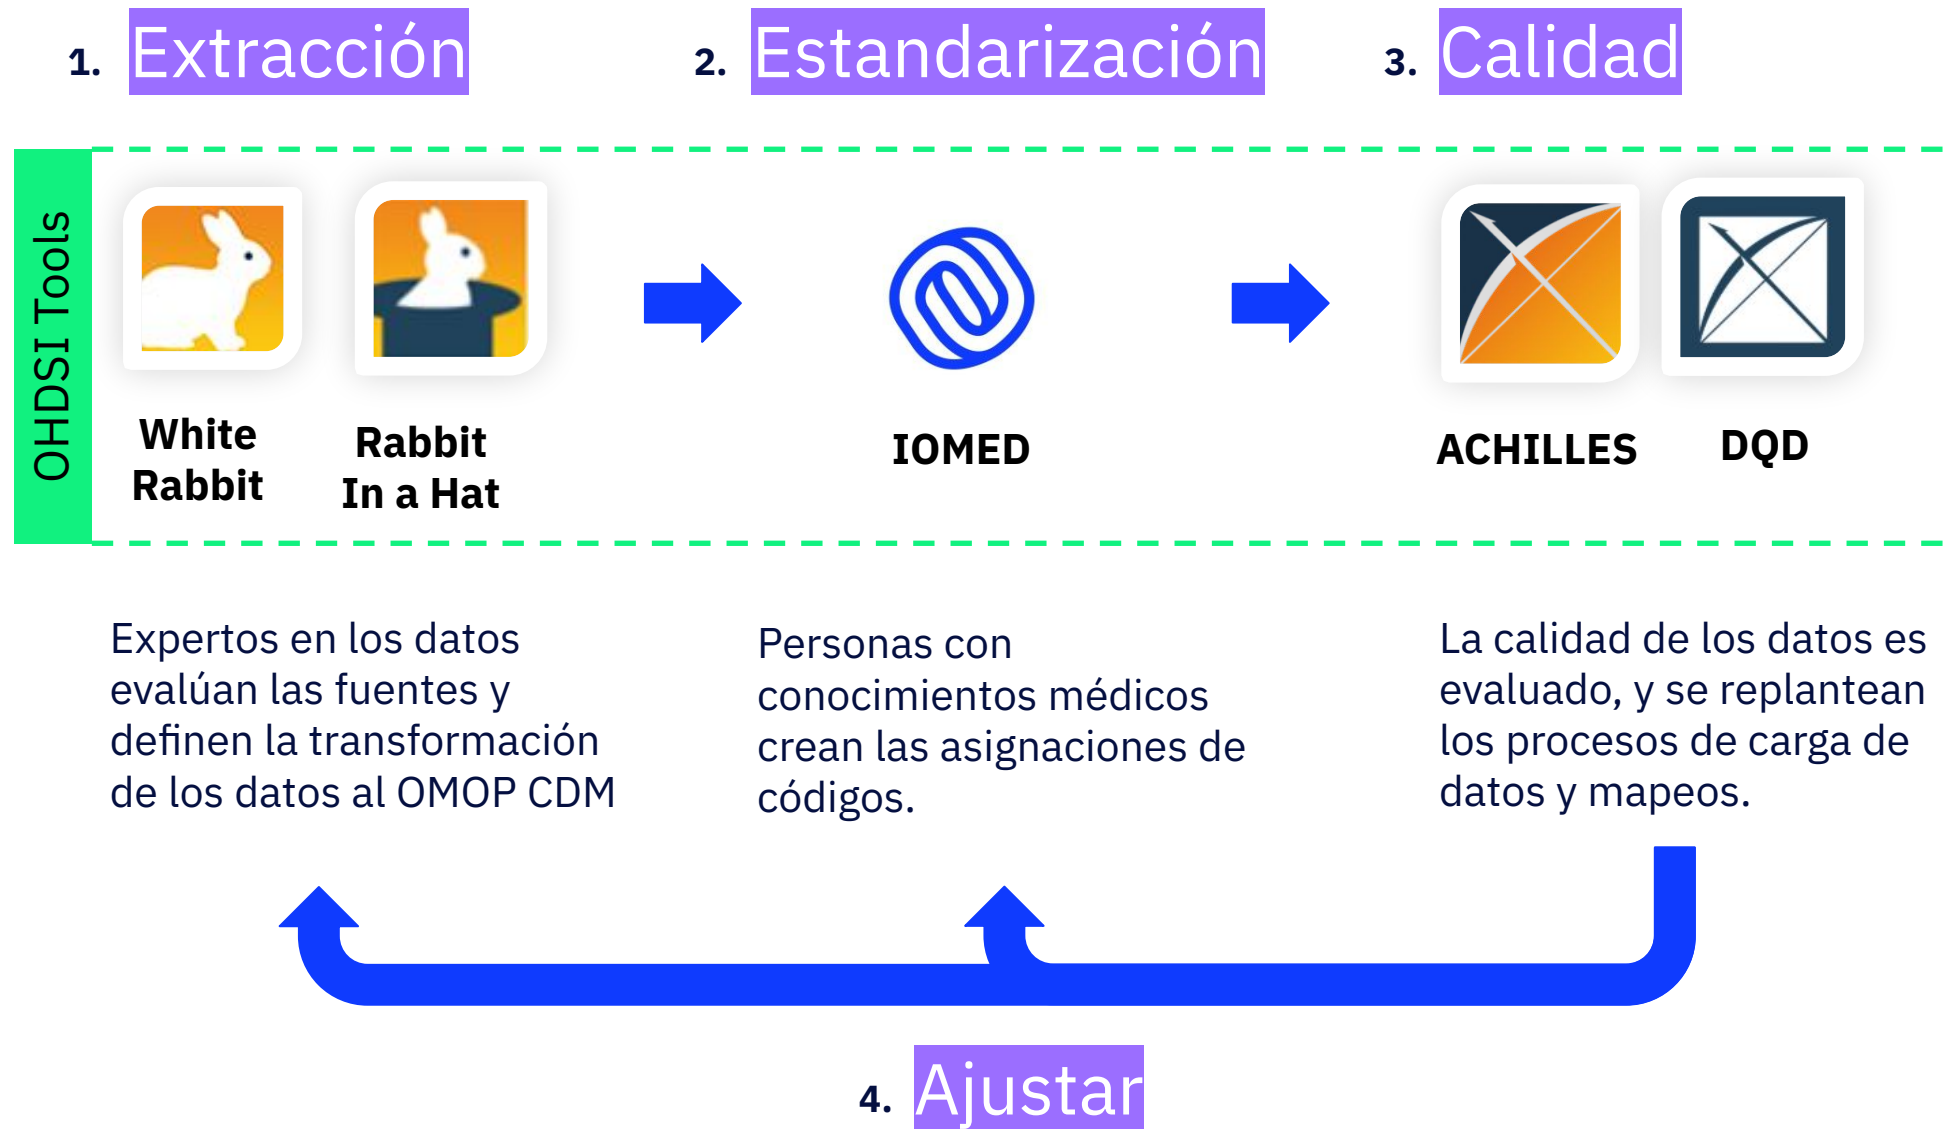 1. Extracción
2. Estandarización
3. Calidad
OHDSI Tools
White
Rabbit
Rabbit
In a Hat
IOMED
ACHILLES
DQD
Expertos en los datos
evalúan las fuentes y
definen la transformación
de los datos al OMOP CDM
Personas con
conocimientos médicos
crean las asignaciones de
códigos.
La calidad de los datos es
evaluado, y se replantean
los procesos de carga de
datos y mapeos.
4. Ajustar